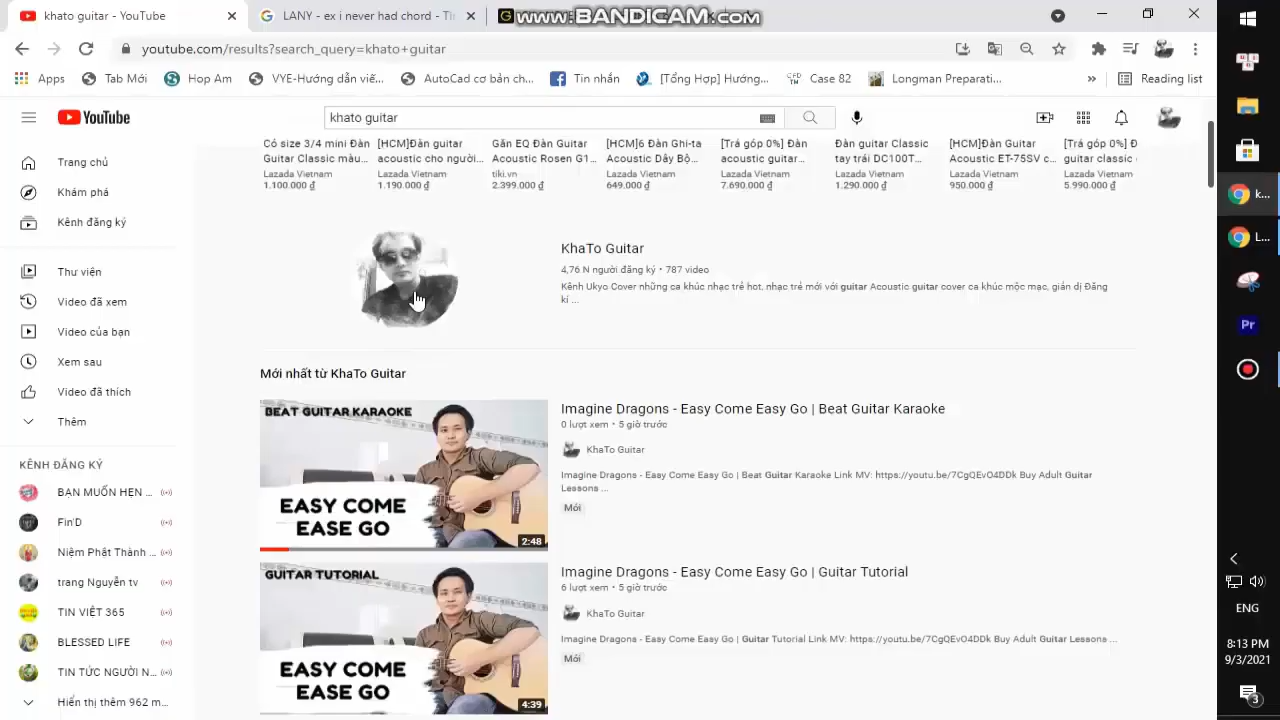 khato guitar - YouTube
LANY - ex i never had chord - Ti
www.BANDICAM.com
youtube.com/results?search_query=khato+guitar
Apps
Tab Mới
Hop Am
VYE-Hướng dẫn viế...
AutoCad cơ bản ch...
Tin nhắn
[Tổng Hợp] Hướng...
Case 82
Longman Preparati...
»
Reading list
YouTube
khato guitar
Có size 3/4 mini Đàn Guitar Classic màu...
Lazada Vietnam
1.100.000 ₫
[HCM]Đàn guitar acoustic cho người...
Lazada Vietnam
1.190.000 ₫
Gắn EQ Đàn Guitar Acoustic Rosen G1...
tiki.vn
2.399.000 ₫
[HCM]6 Đàn Ghi-ta Acoustic Dây Bộ...
Lazada Vietnam
649.000 ₫
[Trả góp 0%] Đàn acoustic guitar...
Lazada Vietnam
7.690.000 ₫
Đàn guitar Classic tay trái DC100T...
Lazada Vietnam
1.290.000 ₫
[HCM]Đàn Guitar Acoustic ET-75SV c...
Lazada Vietnam
950.000 ₫
[Trả góp 0%] Đàn guitar classic
Lazada Vietnam
5.990.000 ₫
Trang chủ
Khám phá
Kênh đăng ký
Thư viện
Video đã xem
Video của bạn
Xem sau
Video đã thích
Thêm
KÊNH ĐĂNG KÝ
BẠN MUỐN HẸN ...
Fin'D
Niệm Phật Thành ...
trang Nguyễn tv
TIN VIỆT 365
BLESSED LIFE
TIN TỨC NGƯỜI N...
Hiển thị thêm 962 m...
KhaTo Guitar
4,76 N người đăng ký • 787 video
Kênh Ukyo Cover những ca khúc nhạc trẻ hot, nhạc trẻ mới với guitar Acoustic guitar cover ca khúc mộc mạc, giản dị Đăng
kí ...
Mới nhất từ KhaTo Guitar
BEAT GUITAR KARAOKE
EASY COME
EASE GO
2:48
Imagine Dragons - Easy Come Easy Go | Beat Guitar Karaoke
0 lượt xem • 5 giờ trước
KhaTo Guitar
Imagine Dragons - Easy Come Easy Go | Beat Guitar Karaoke Link MV: https://youtu.be/7CgQEvO4DDk Buy Adult Guitar
Lessons ...
Mới
GUITAR TUTORIAL
EASY COME
EASE GO
4:39
Imagine Dragons - Easy Come Easy Go | Guitar Tutorial
6 lượt xem • 5 giờ trước
KhaTo Guitar
Imagine Dragons - Easy Come Easy Go | Guitar Tutorial Link MV: https://youtu.be/7CgQEvO4DDk Buy Adult Guitar Lessons ...
Mới
k...
L...
Pr
ENG
8:13 PM
9/3/2021
3